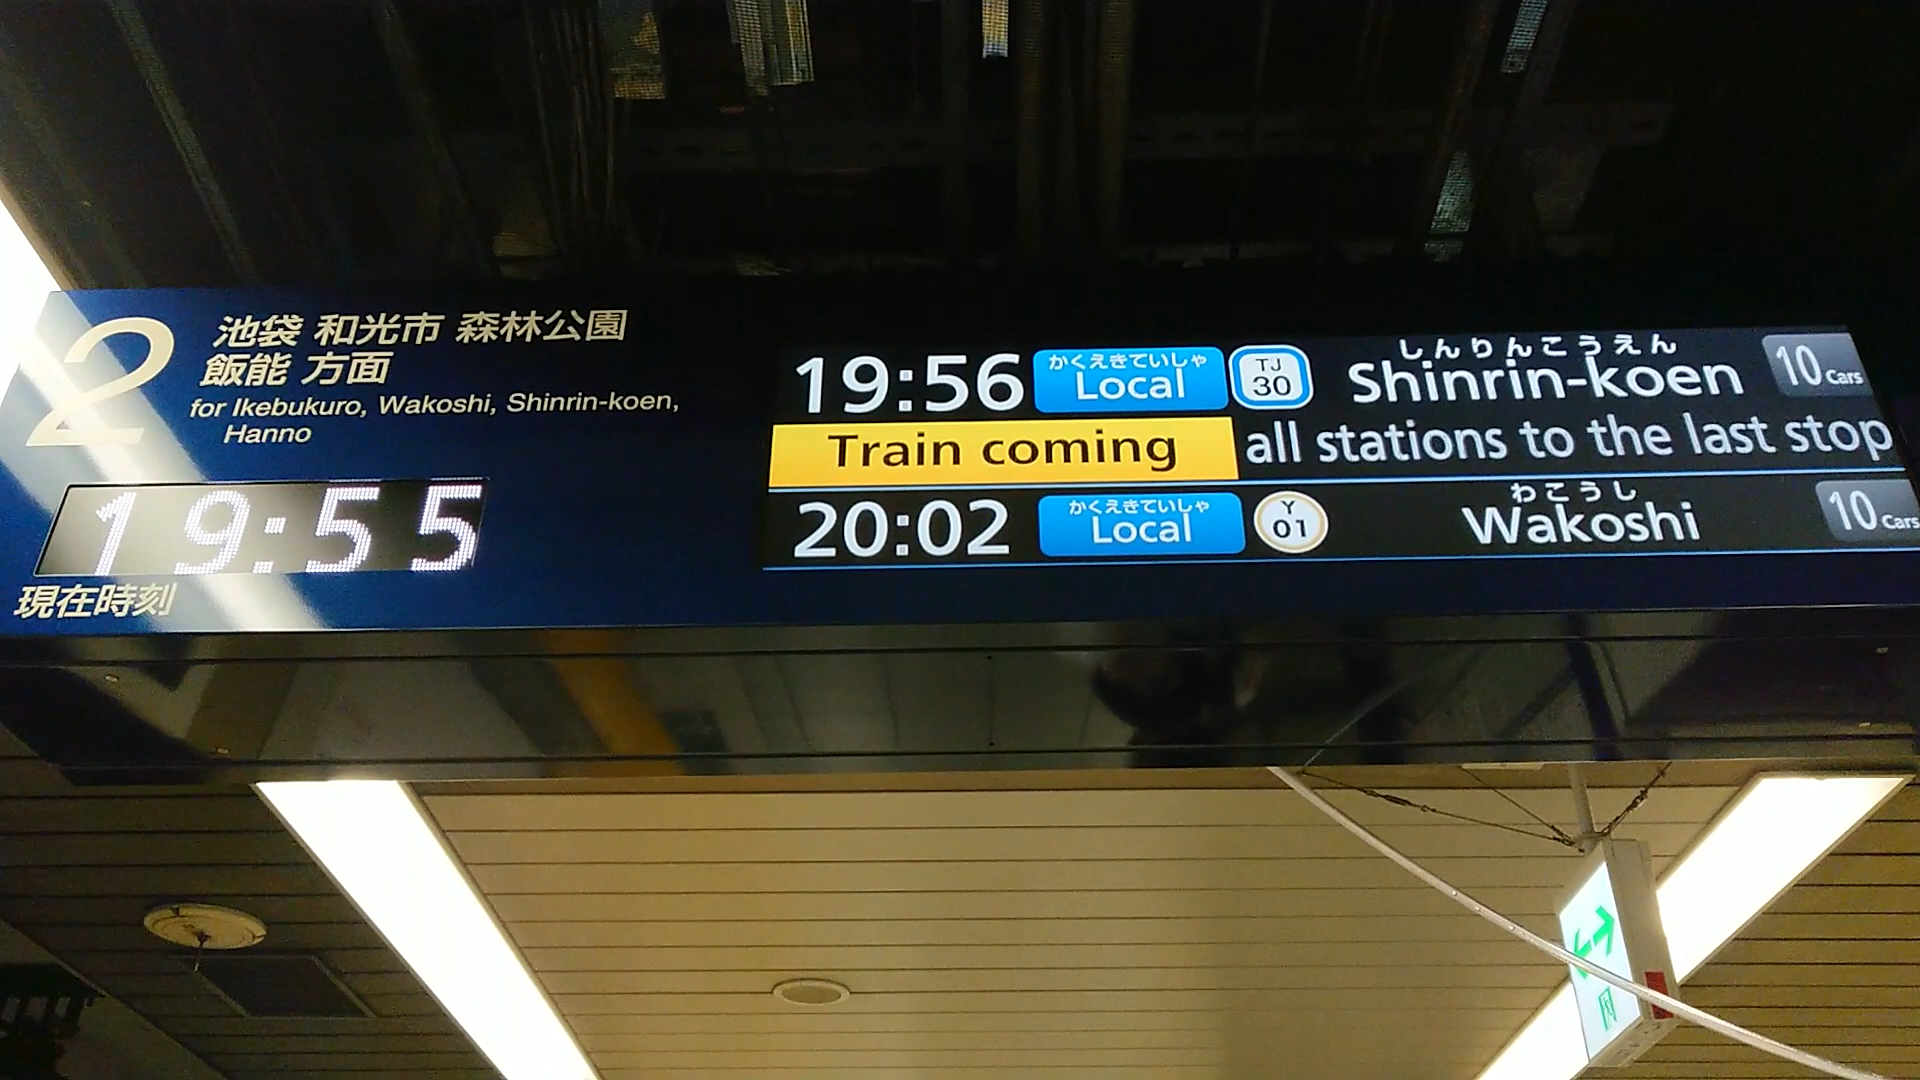 2
池袋 和光市 森林公園
飯能 方面
for Ikebukuro, Wakoshi, Shinrin-koen,
Hanno
19:55
現在時刻
かくえきていしゃ しんりんこうえん
19:56 Local TJ 30 Shinrin-koen 10 Cars
Train coming all stations to the last stop
かくえきていしゃ わこうし
20:02 Local Y 01 Wakoshi 10 Cars